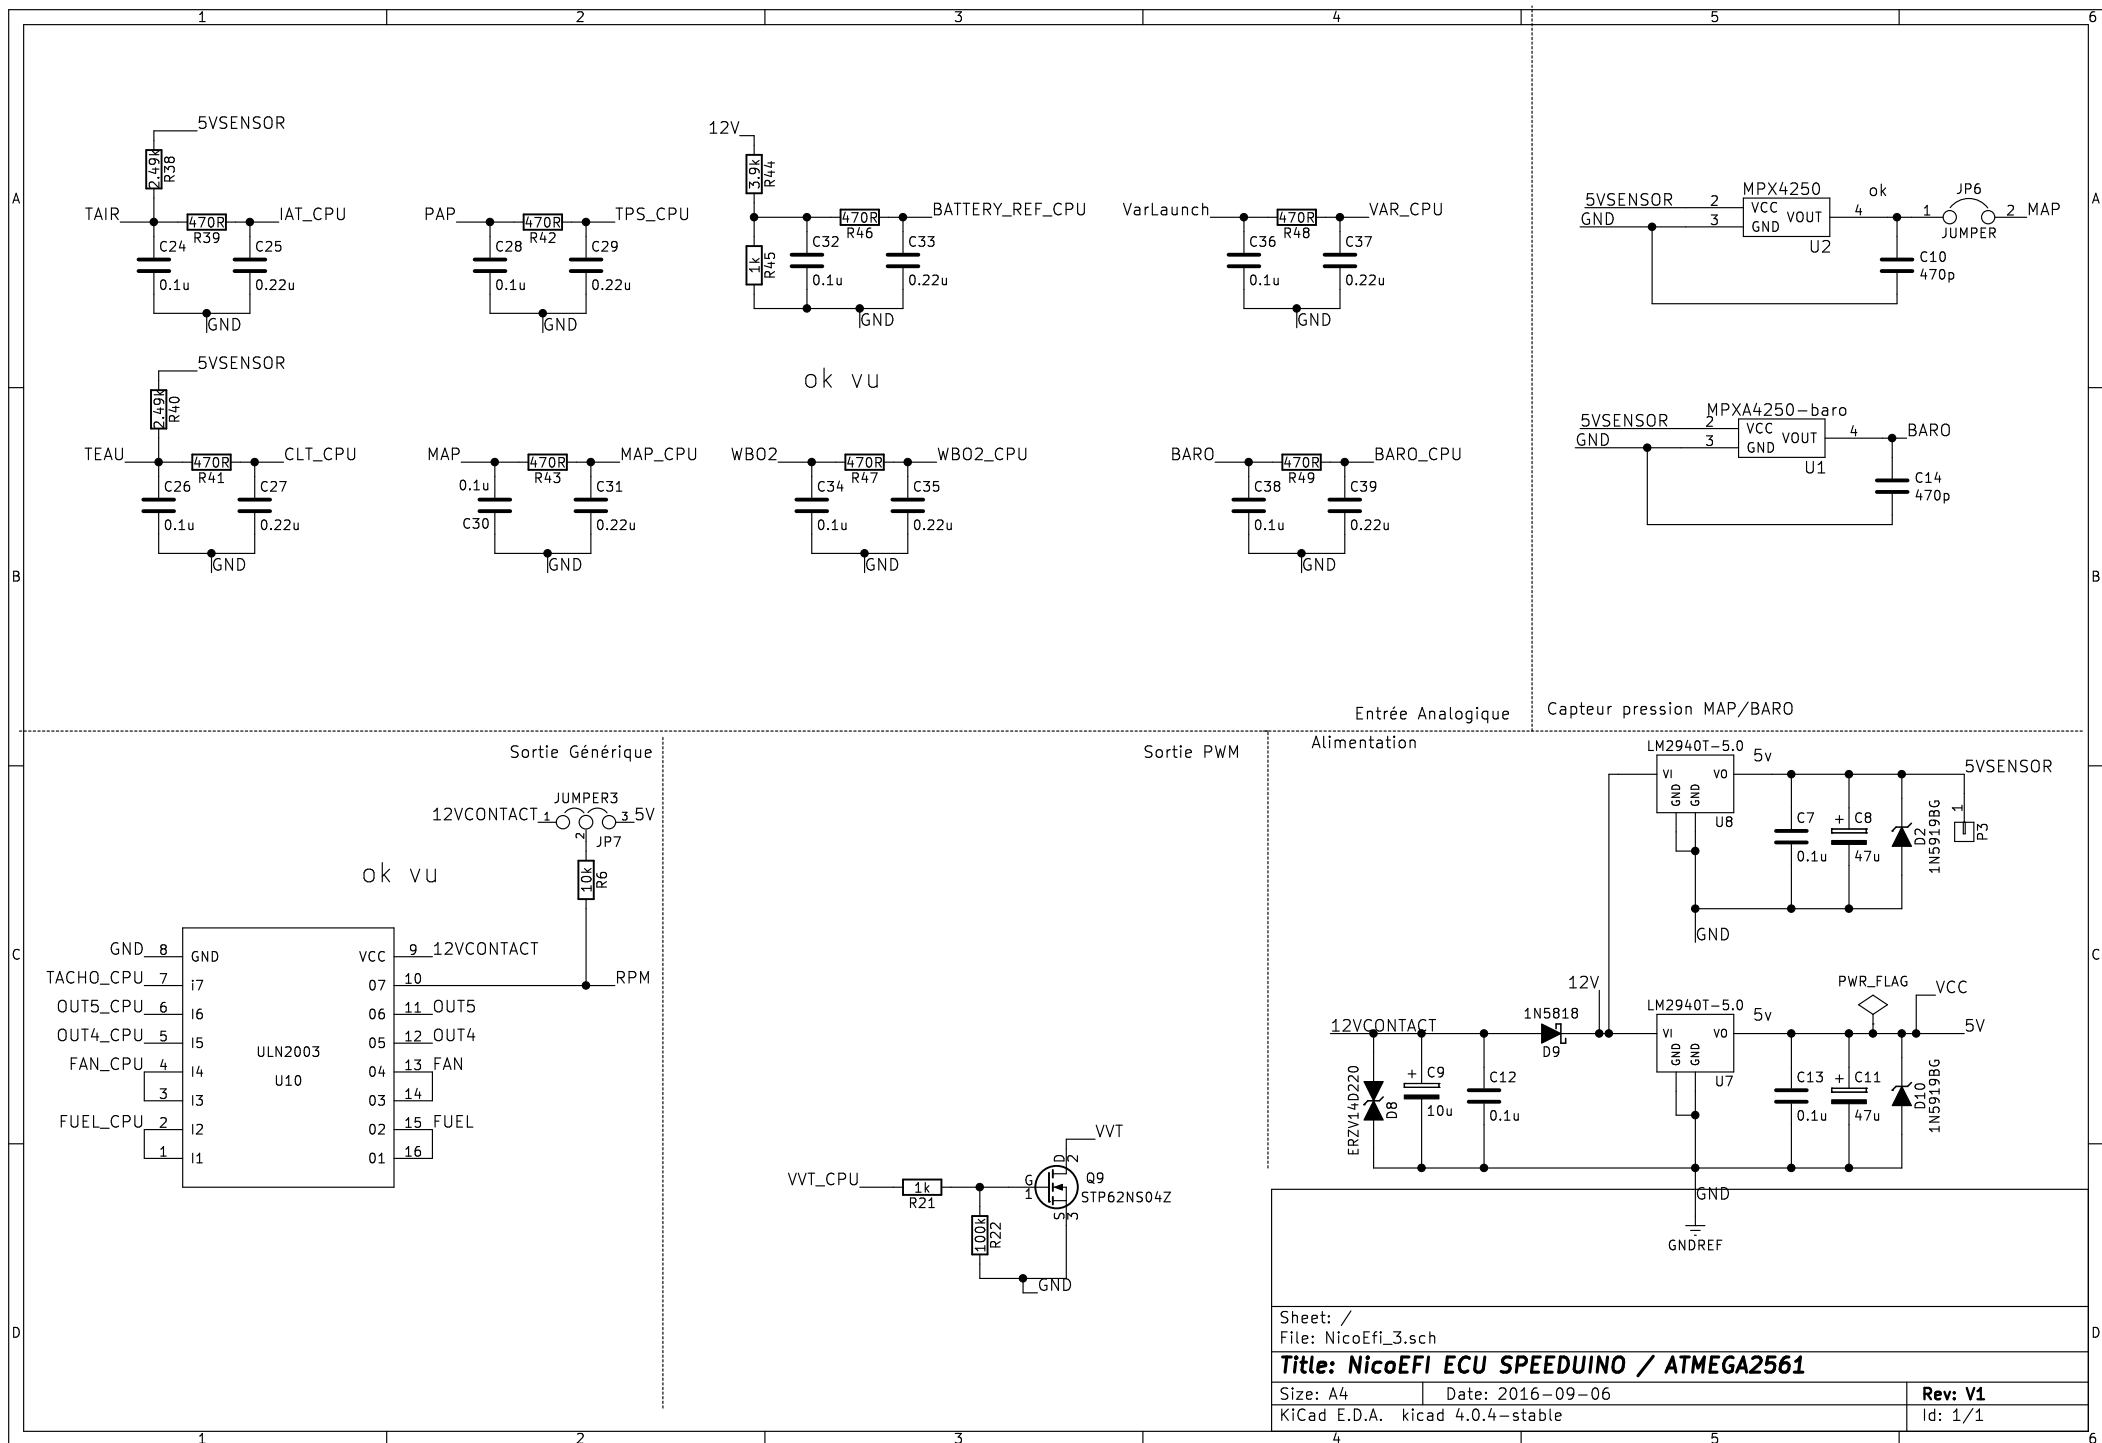 1 2 3 4 5 6
A
B
C
D
5VSENSOR
2.49k
R38
TAIR
470R
R39
IAT_CPU
C24
0.1u
C25
0.22u
GND
PAP
470R
R42
TPS_CPU
C28
0.1u
C29
0.22u
GND
12V
3.9k
R44
1k
R45
470R
R46
BATTERY_REF_CPU
C32
0.1u
C33
0.22u
GND
VarLaunch
470R
R48
VAR_CPU
C36
0.1u
C37
0.22u
GND
5VSENSOR
2.49k
R40
TEAU
470R
R41
CLT_CPU
C26
0.1u
C27
0.22u
GND
MAP
470R
R43
MAP_CPU
0.1u
C30
C31
0.22u
GND
ok vu
WBO2
470R
R47
WBO2_CPU
C34
0.1u
C35
0.22u
GND
BARO
470R
R49
BARO_CPU
C38
0.1u
C39
0.22u
GND
Entrée Analogique
MPX4250
5VSENSOR 2 VCC
GND 3 GND
VOUT 4
U2
ok
JP6
1 2 MAP
JUMPER
C10
470p
MPXA4250-baro
5VSENSOR 2 VCC
GND 3 GND
VOUT 4
U1
BARO
C14
470p
Capteur pression MAP/BARO
Sortie Générique
JUMPER3
12VCONTACT 1 3 5V
2
JP7
10k
R6
ok vu
GND 8 GND VCC 9 12VCONTACT
TACHO_CPU 7 i7 O7 10 RPM
OUT5_CPU 6 I6 O6 11 OUT5
OUT4_CPU 5 I5 O5 12 OUT4
FAN_CPU 4 I4 O4 13 FAN
3 I3 O3 14
FUEL_CPU 2 I2 O2 15 FUEL
1 I1 O1 16
ULN2003
U10
Sortie PWM
VVT
VVT_CPU
1k
R21
100k
R22
D 2
G 1
S 3
Q9
STP62NS04Z
GND
Alimentation
LM2940T-5.0
VI VO
GND GND
U8
5v
5VSENSOR
C7
0.1u
C8
47u
D2
1N5919BG
1
P3
GND
12V
12VCONTACT
1N5818
D9
ERZV14D220
D8
C9
10u
C12
0.1u
LM2940T-5.0
VI VO
GND GND
U7
5v
PWR_FLAG
VCC
5V
C13
0.1u
C11
47u
D10
1N5919BG
GND
GNDREF
Sheet: /
File: NicoEfi_3.sch
Title: NicoEFI ECU SPEEDUINO / ATMEGA2561
Size: A4 Date: 2016-09-06 Rev: V1
KiCad E.D.A. kicad 4.0.4-stable Id: 1/1
A
B
C
D
1 2 3 4 5 6